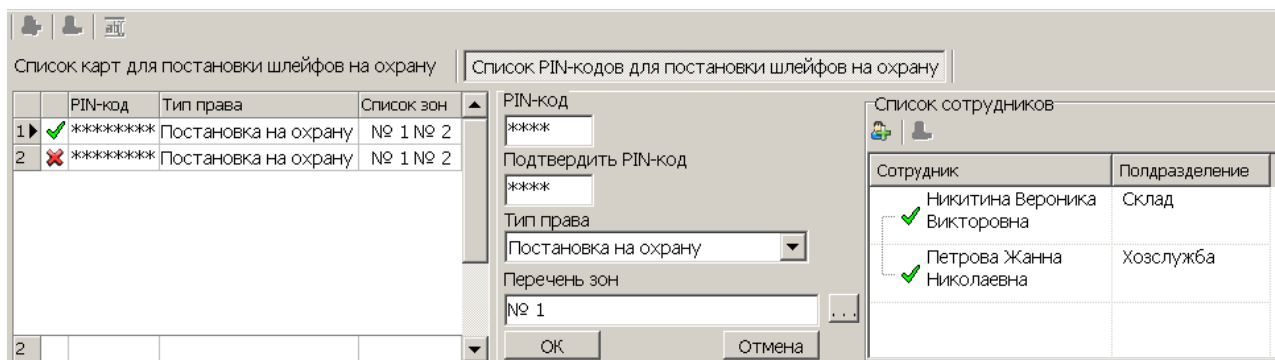 Список карт для постановки шлейфов на охрану Список PIN-кодов для постановки шлейфов на охрану
PIN-код Тип права Список зон
1 ******** Постановка на охрану № 1 № 2
2 ******** Постановка на охрану № 1 № 2
2
PIN-код
****
Подтвердить PIN-код
****
Тип права
Постановка на охрану
Перечень зон
№ 1 ...
ОК Отмена
Список сотрудников
Сотрудник Полдразделение
Никитина Вероника Склад
Викторовна
Петрова Жанна Хозслужба
Николаевна